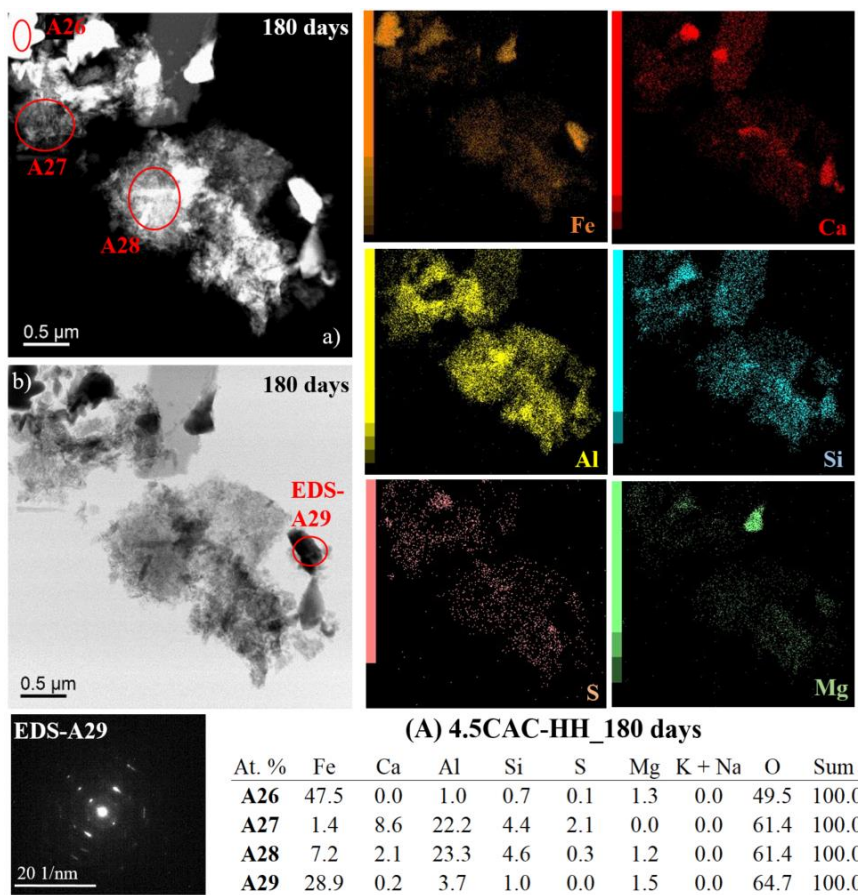 A26
180 days
A27
A28
0.5 µm
a)
Fe
Ca
Al
Si
b)
180 days
EDS-
A29
0.5 µm
S
Mg
EDS-A29
20 1/nm
(A) 4.5CAC-HH_180 days
At. % Fe Ca Al Si S Mg K + Na O Sum
A26 47.5 0.0 1.0 0.7 0.1 1.3 0.0 49.5 100.0
A27 1.4 8.6 22.2 4.4 2.1 0.0 0.0 61.4 100.0
A28 7.2 2.1 23.3 4.6 0.3 1.2 0.0 61.4 100.0
A29 28.9 0.2 3.7 1.0 0.0 1.5 0.0 64.7 100.0